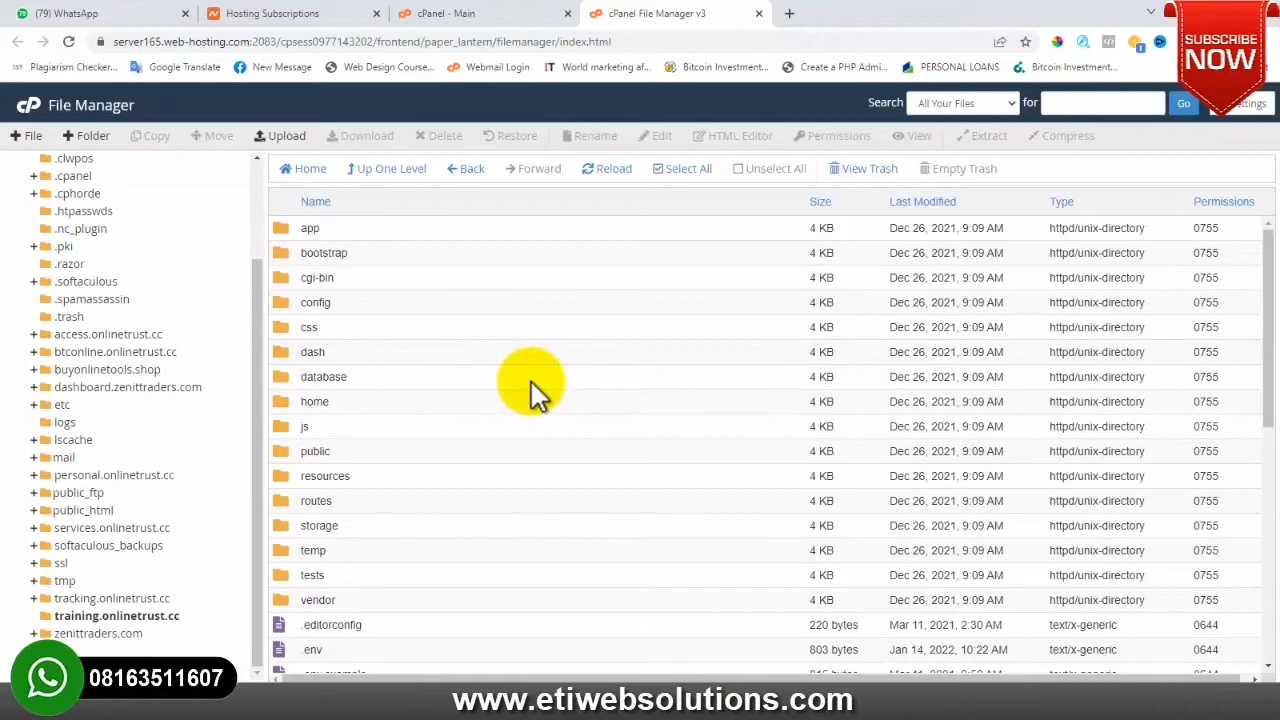 (79) WhatsApp
Hosting Subscriptions
cPanel - Main
cPanel File Manager v3
server165.web-hosting.com:2083/cpsess0977143202/frontend/paper_lantern/filemanager/index.html
Plagiarism Checker...
Google Translate
New Message
Web Design Course...
Website Design
World marketing af...
Bitcoin Investment...
Create a PHP Admi...
PERSONAL LOANS
Bitcoin Investment...
SUBSCRIBE
NOW
File Manager
Search
All Your Files
for
Go
ettings
File
Folder
Copy
Move
Upload
Download
Delete
Restore
Rename
Edit
HTML Editor
Permissions
View
Extract
Compress
.clwpos
.cpanel
.cphorde
.htpasswds
.nc_plugin
.pki
.razor
.softaculous
.spamassassin
.trash
access.onlinetrust.cc
btconline.onlinetrust.cc
buyonlinetools.shop
dashboard.zenittraders.com
etc
logs
lscache
mail
personal.onlinetrust.cc
public_ftp
public_html
services.onlinetrust.cc
softaculous_backups
ssl
tmp
tracking.onlinetrust.cc
training.onlinetrust.cc
zenittraders.com
Home
Up One Level
Back
Forward
Reload
Select All
Unselect All
View Trash
Empty Trash
Name Size Last Modified Type Permissions
app 4 KB Dec 26, 2021, 9:09 AM httpd/unix-directory 0755
bootstrap 4 KB Dec 26, 2021, 9:09 AM httpd/unix-directory 0755
cgi-bin 4 KB Dec 26, 2021, 9:09 AM httpd/unix-directory 0755
config 4 KB Dec 26, 2021, 9:09 AM httpd/unix-directory 0755
css 4 KB Dec 26, 2021, 9:09 AM httpd/unix-directory 0755
dash 4 KB Dec 26, 2021, 9:09 AM httpd/unix-directory 0755
database 4 KB Dec 26, 2021, 9:09 AM httpd/unix-directory 0755
home 4 KB Dec 26, 2021, 9:09 AM httpd/unix-directory 0755
js 4 KB Dec 26, 2021, 9:09 AM httpd/unix-directory 0755
public 4 KB Dec 26, 2021, 9:09 AM httpd/unix-directory 0755
resources 4 KB Dec 26, 2021, 9:09 AM httpd/unix-directory 0755
routes 4 KB Dec 26, 2021, 9:09 AM httpd/unix-directory 0755
storage 4 KB Dec 26, 2021, 9:09 AM httpd/unix-directory 0755
temp 4 KB Dec 26, 2021, 9:09 AM httpd/unix-directory 0755
tests 4 KB Dec 26, 2021, 9:09 AM httpd/unix-directory 0755
vendor 4 KB Dec 26, 2021, 9:09 AM httpd/unix-directory 0755
.editorconfig 220 bytes Mar 11, 2021, 2:30 AM text/x-generic 0644
.env 803 bytes Jan 14, 2022, 10:22 AM text/x-generic 0644
08163511607
www.etiwebsolutions.com